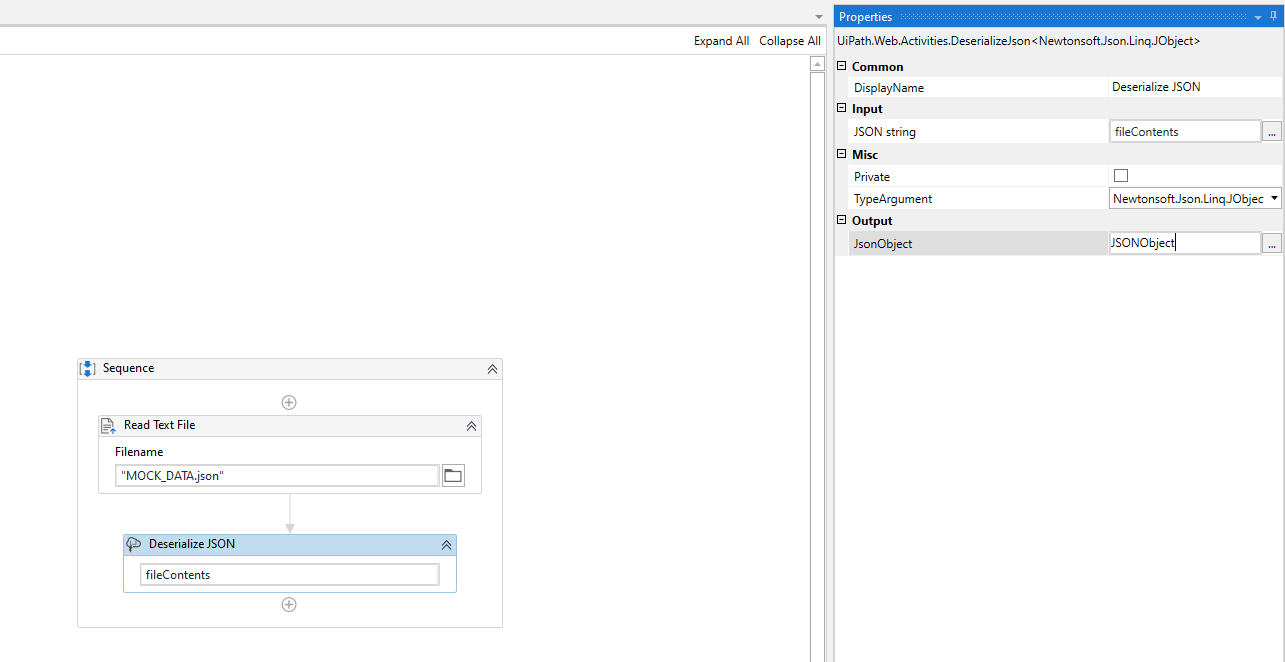 Expand All Collapse All
Sequence
Read Text File
Filename
"MOCK_DATA.json"
Deserialize JSON
fileContents
Properties
UiPath.Web.Activities.DeserializeJson<Newtonsoft.Json.Linq.JObject>
Common
DisplayName Deserialize JSON
Input
JSON string fileContents ...
Misc
Private
TypeArgument Newtonsoft.Json.Linq.JObjec
Output
JsonObject JSONObject ...